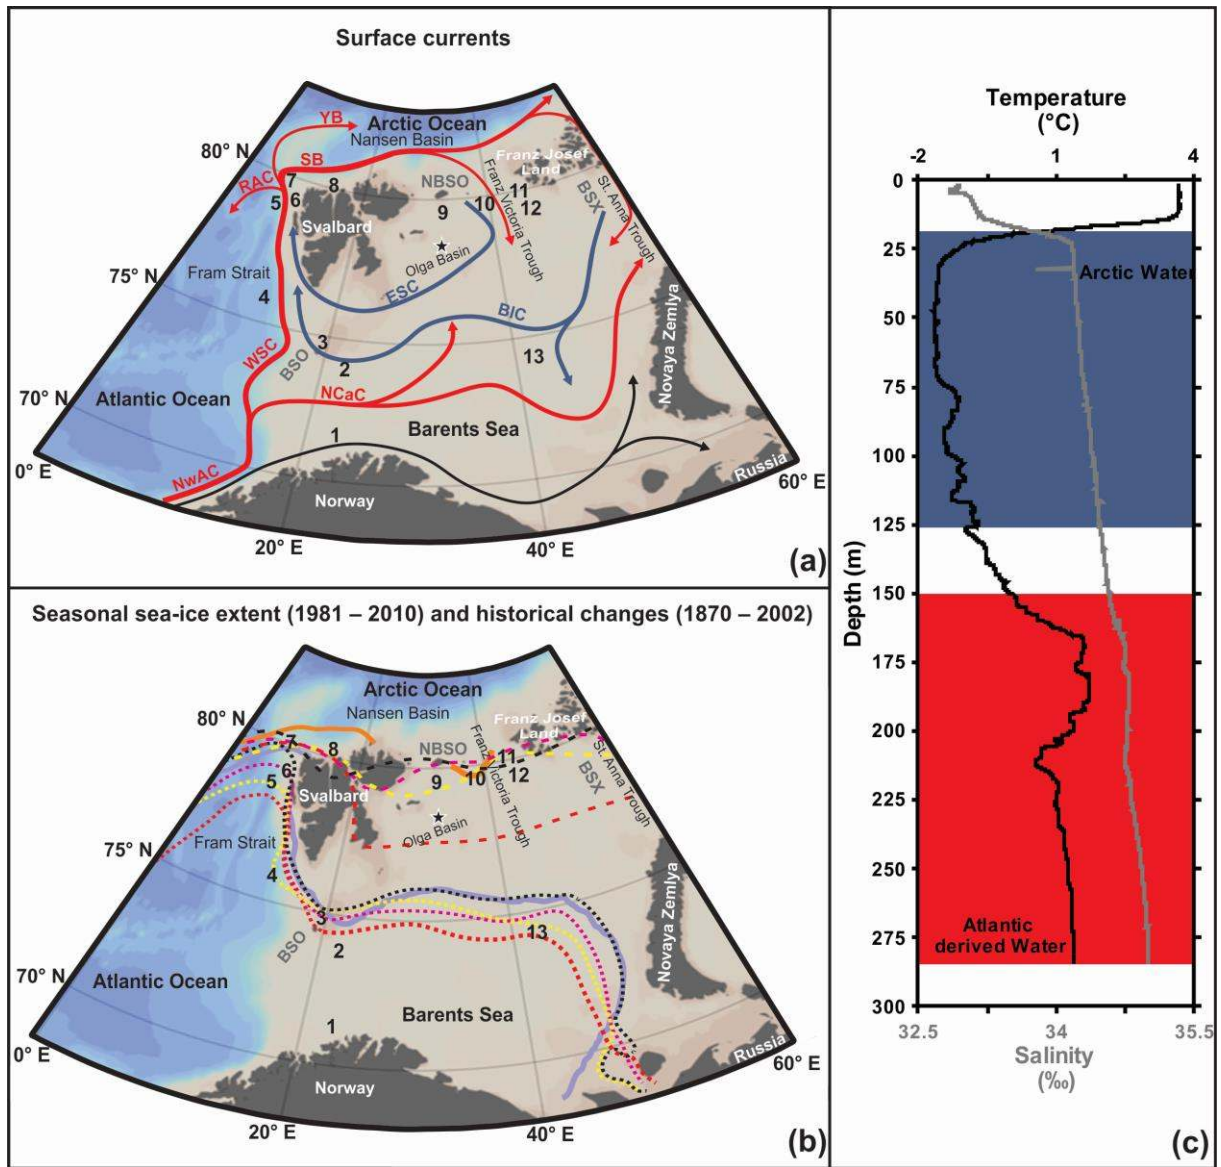 Surface currents
YB
Arctic Ocean
Nansen Basin
80° N
SB
Franz Josef
Land
RAC
7
8
NBSO
11
5
6
9
10
12
BSX
St. Anna Trough
Franz Victoria Trough
Svalbard
Olga Basin
75° N
Fram Strait
ESC
4
BIC
3
13
WSC
BSO
2
Novaya Zemlya
70° N
Atlantic Ocean
NCaC
1
Barents Sea
0° E
NwAC
Norway
Russia
60° E
20° E
40° E
(a)
Seasonal sea-ice extent (1981 – 2010) and historical changes (1870 – 2002)
Arctic Ocean
80° N
Nansen Basin
Franz Josef
Land
7
8
NBSO
11
6
5
9
10
12
BSX
St. Anna Trough
Franz Victoria Trough
Svalbard
Olga Basin
75° N
Fram Strait
4
3
13
BSO
2
Novaya Zemlya
70° N
Atlantic Ocean
1
Barents Sea
0° E
Norway
Russia
60° E
20° E
40° E
(b)
Temperature
(°C)
-2
1
4
0
25
Arctic Water
50
75
100
125
Depth (m)
150
175
200
225
250
Atlantic
derived Water
275
300
32.5
34
35.5
Salinity
(‰)
(c)